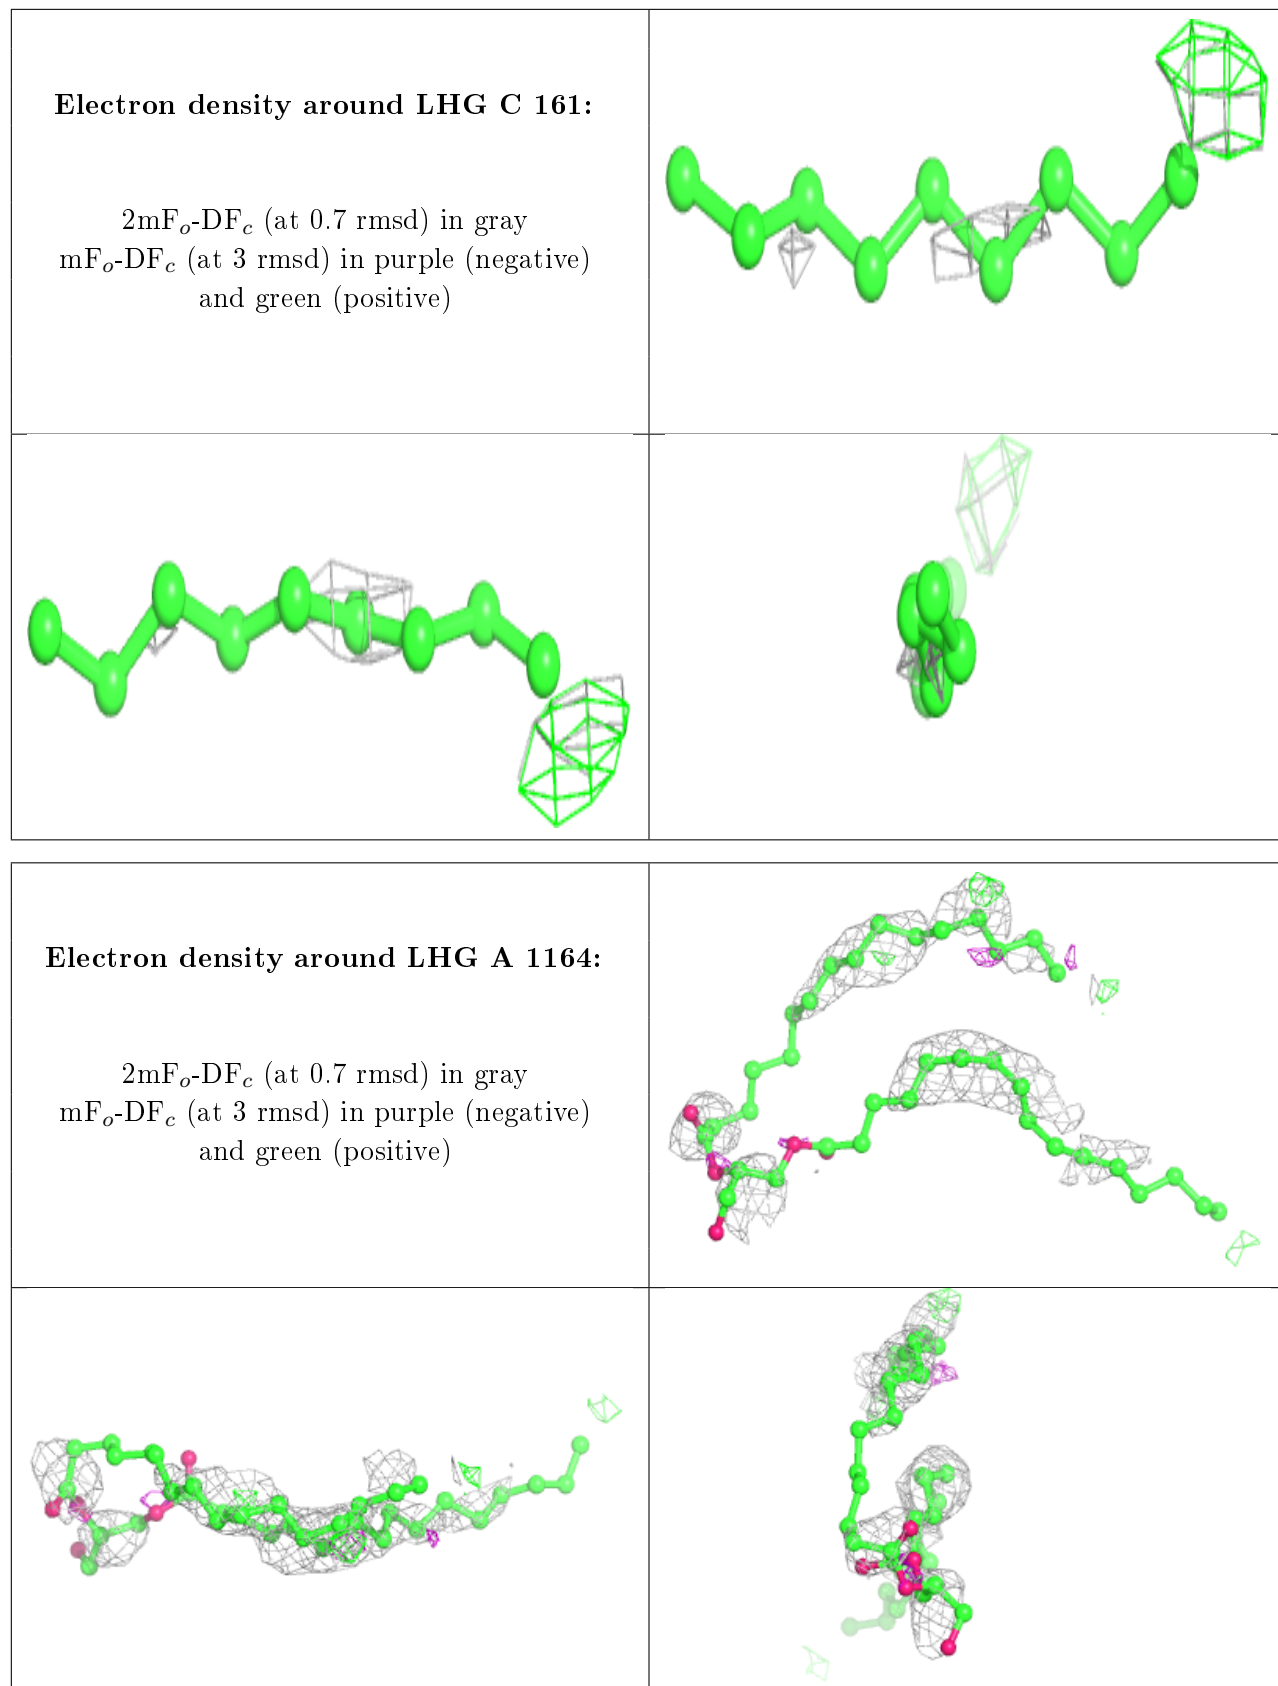 Electron density around LHG C 161:
2mFo-DFc (at 0.7 rmsd) in gray
mFo-DFc (at 3 rmsd) in purple (negative)
and green (positive)
Electron density around LHG A 1164:
2mFo-DFc (at 0.7 rmsd) in gray
mFo-DFc (at 3 rmsd) in purple (negative)
and green (positive)